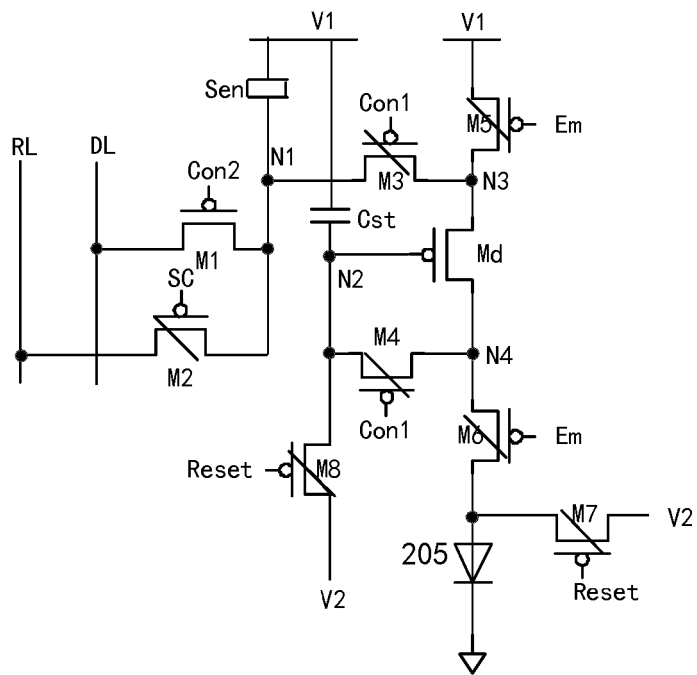 V1
V1
Sen
Con1
M5
Em
RL
DL
N1
Con2
M3
N3
Cst
M1
N2
Md
SC
M4
N4
M2
Con1
M6
Em
Reset
M8
M7
V2
205
V2
Reset